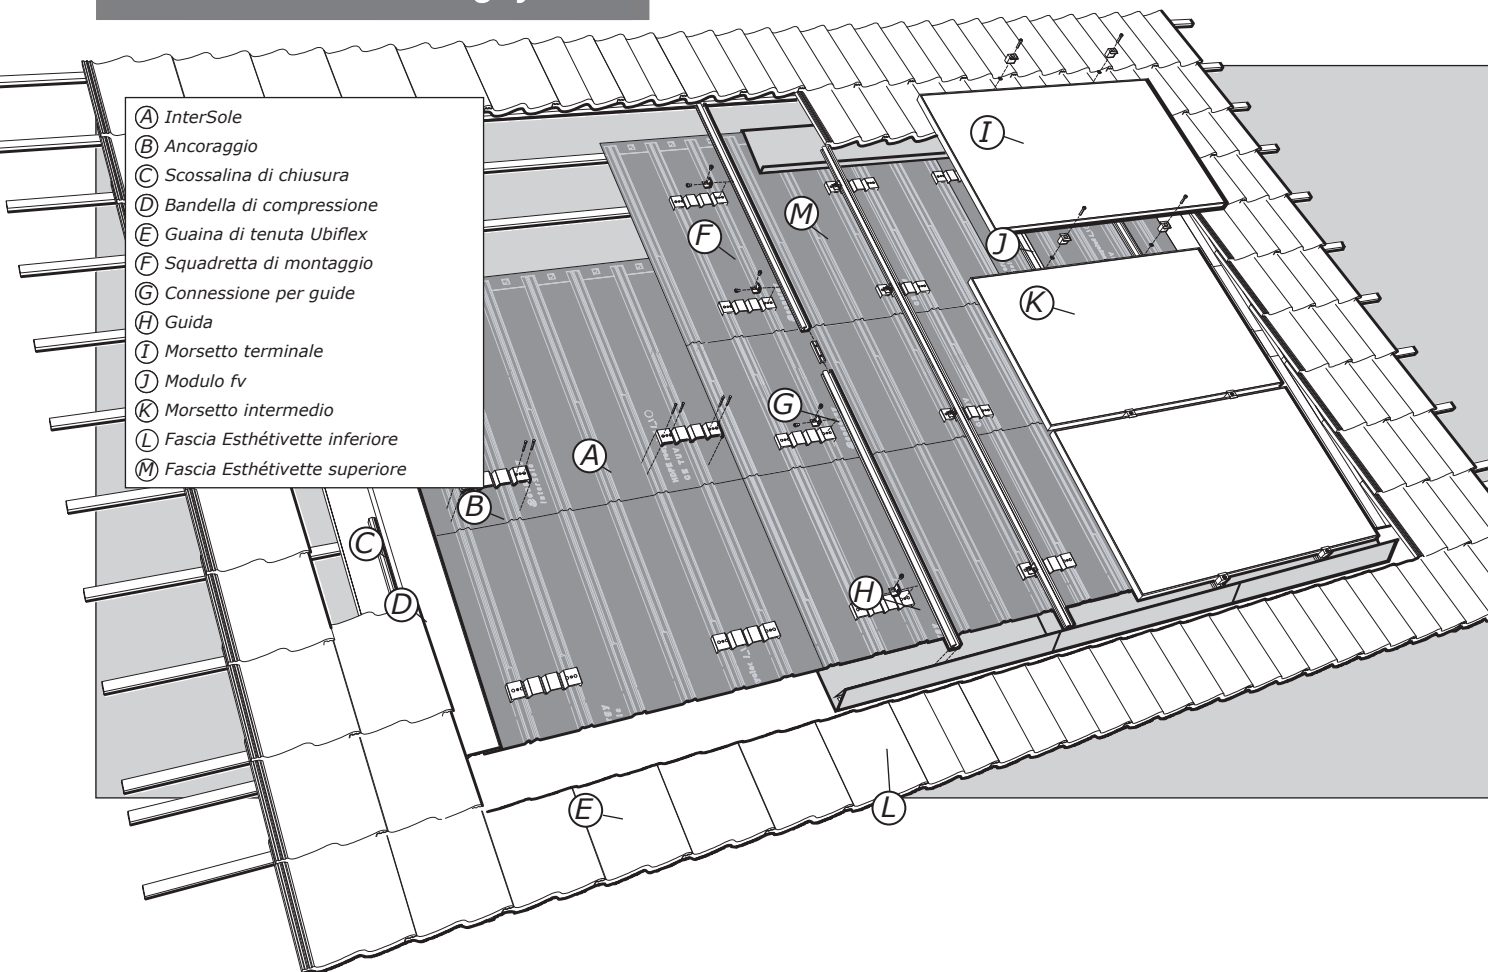 A InterSole
B Ancoraggio
C Scossalina di chiusura
D Bandella di compressione
E Guaina di tenuta Ubiflex
F Squadretta di montaggio
G Connessione per guide
H Guida
I Morsetto terminale
J Modulo fv
K Morsetto intermedio
L Fascia Esthétivette inferiore
M Fascia Esthétivette superiore
I
F
M
J
K
G
A
B
C
D
H
E
L